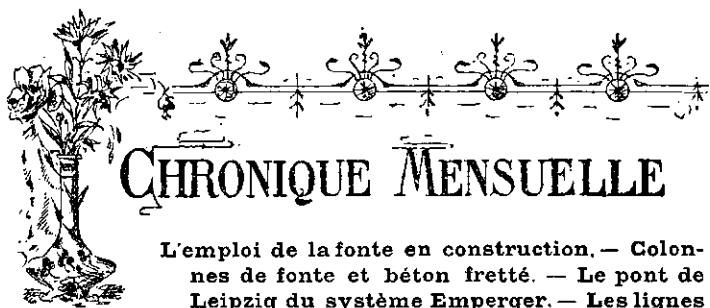 CHRONIQUE MENSUELLE
L'emploi de la fonte en construction. — Colon-
nes de fonte et béton fretté. — Le pont de
Leipzig du système Emperger. — Les lignes